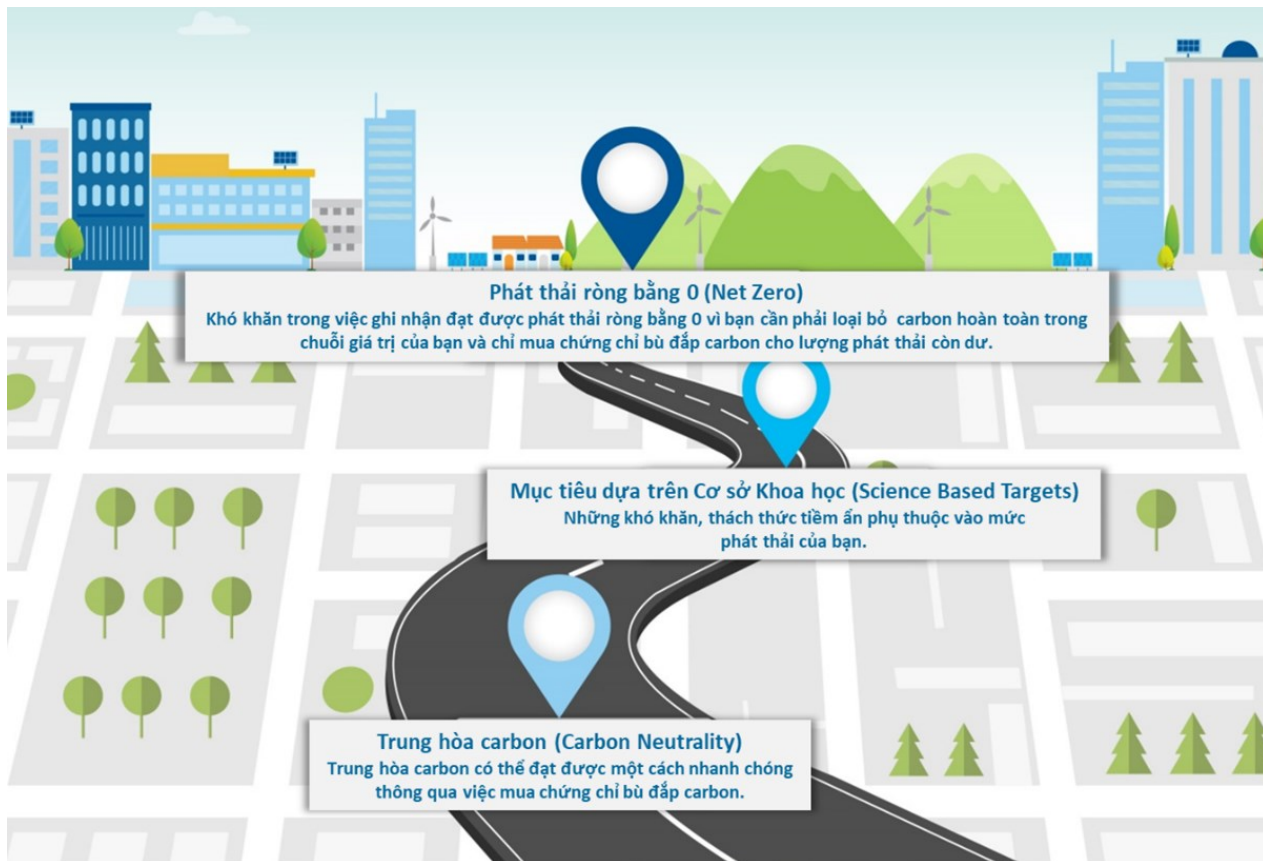 Phát thải ròng bằng 0 (Net Zero)
Khó khăn trong việc ghi nhận đạt được phát thải ròng bằng 0 vì bạn cần phải loại bỏ carbon hoàn toàn trong
chuỗi giá trị của bạn và chỉ mua chứng chỉ bù đắp carbon cho lượng phát thải còn dư.
Mục tiêu dựa trên Cơ sở Khoa học (Science Based Targets)
Những khó khăn, thách thức tiềm ẩn phụ thuộc vào mức
phát thải của bạn.
Trung hòa carbon (Carbon Neutrality)
Trung hòa carbon có thể đạt được một cách nhanh chóng
thông qua việc mua chứng chỉ bù đắp carbon.